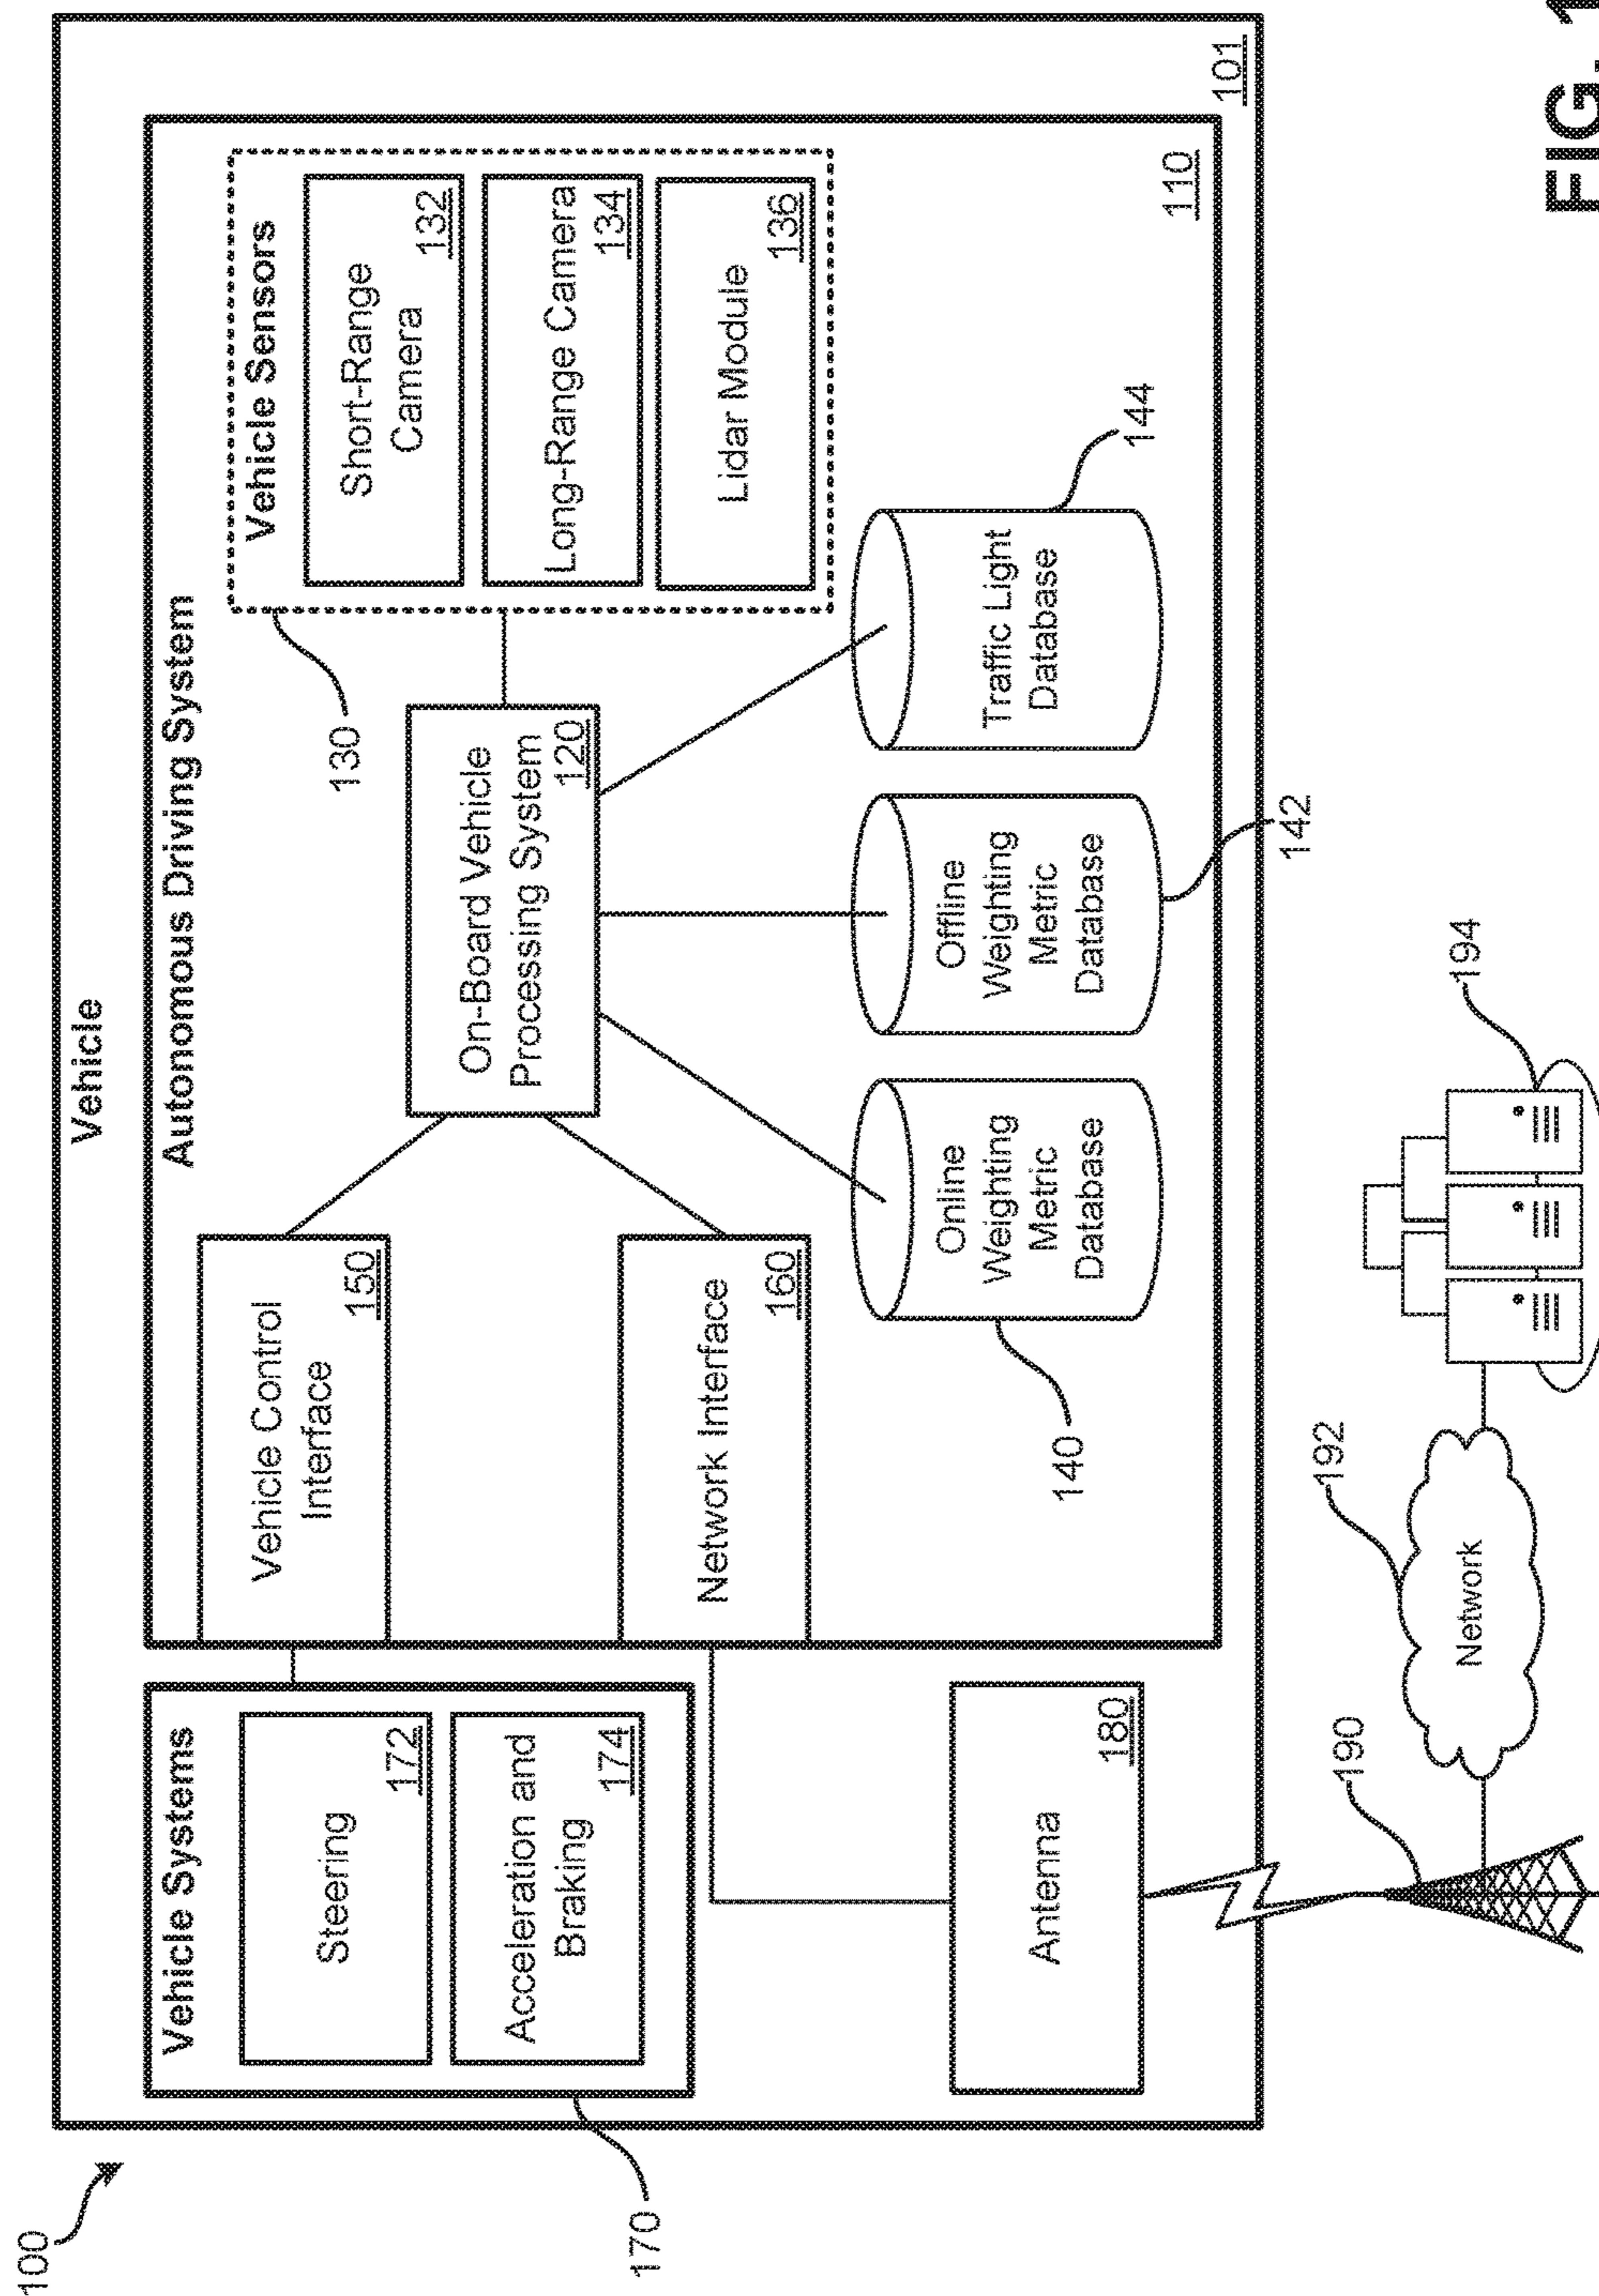 100
Vehicle
Vehicle Systems
Steering
172
Acceleration and
Braking
174
170
Autonomous Driving System
Vehicle Control
Interface
150
Network Interface
160
On-Board Vehicle
Processing System
120
130
Vehicle Sensors
Short-Range
Camera
132
Long-Range Camera
134
Lidar Module
136
140
Online
Weighting
Metric
Database
Offline
Weighting
Metric
Database
142
Traffic Light
Database
144
110
101
Antenna
180
190
192
Network
194
FIG. 1